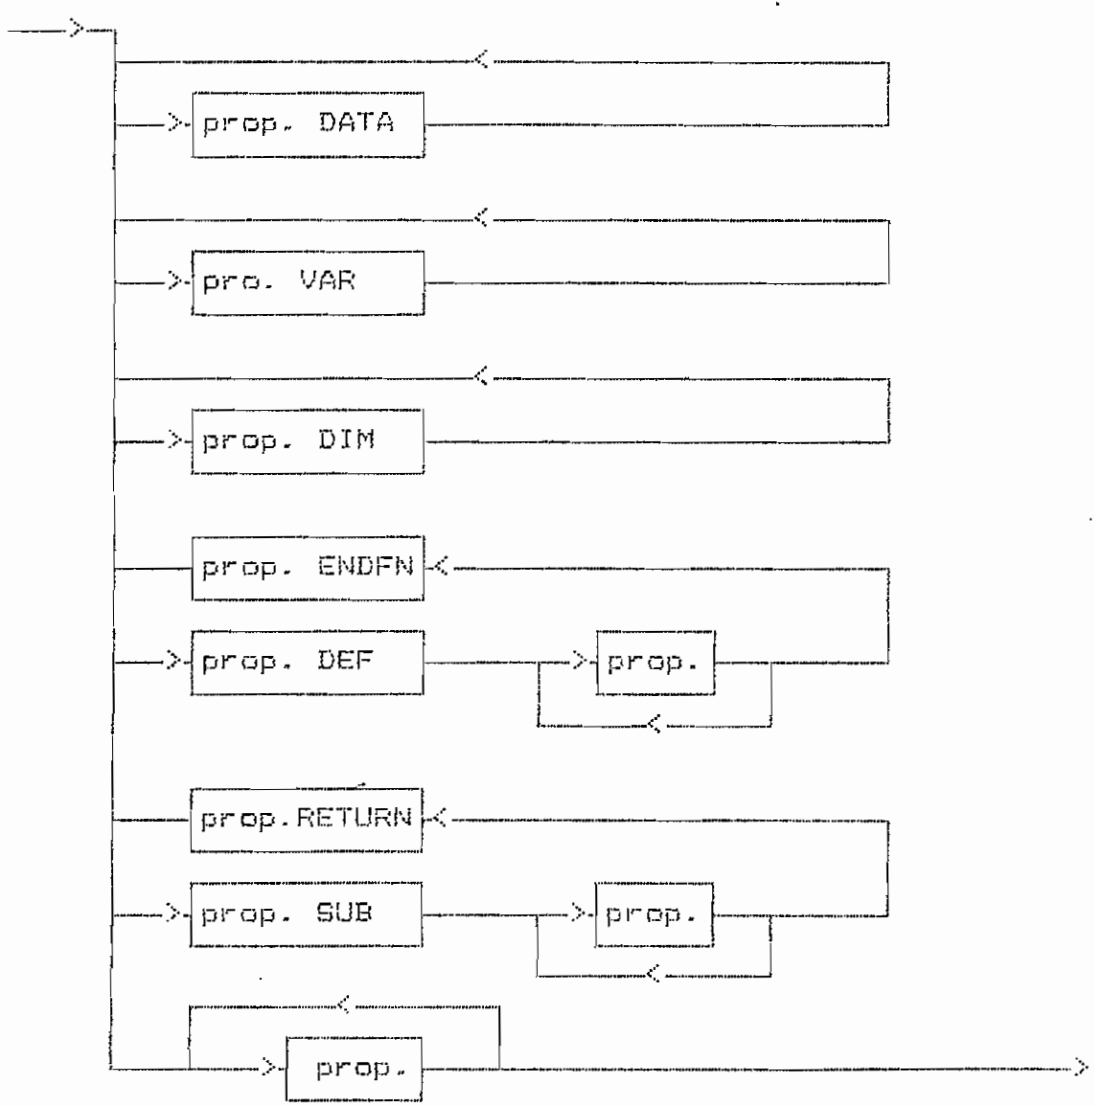 prop. DATA
pro. VAR
prop. DIM
prop. ENDFN
prop. DEF
prop.
prop.RETURN
prop. SUB
prop.
prop.